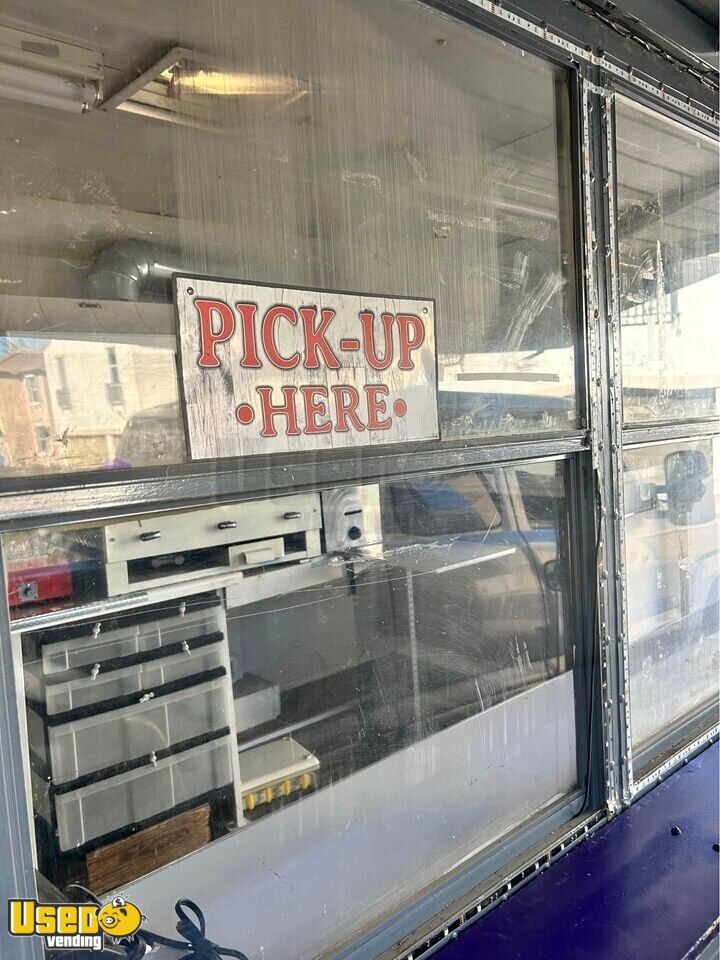 PICK-UP
•HERE•
USED
vending